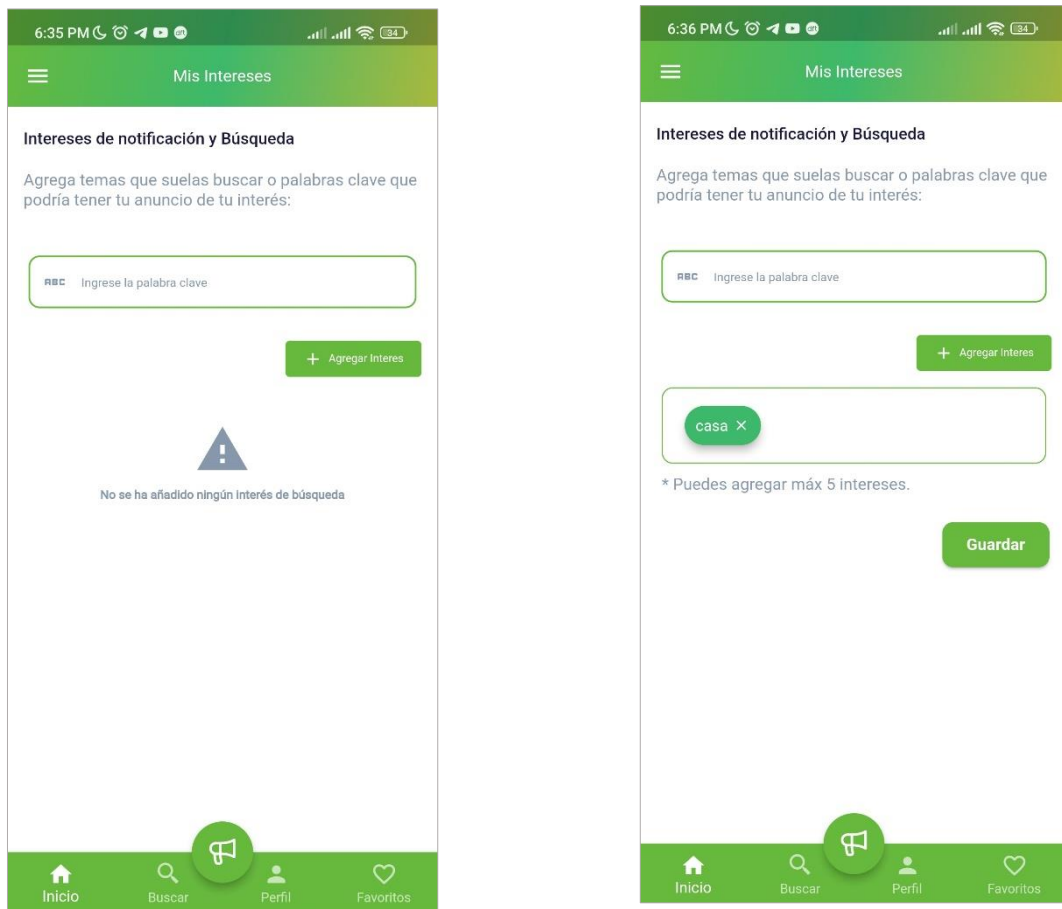 6:35 PM
34
Mis Intereses
Intereses de notificación y Búsqueda
Agrega temas que suelas buscar o palabras clave que
podría tener tu anuncio de tu interés:
ABC Ingrese la palabra clave
+ Agregar Interes
No se ha añadido ningún interés de búsqueda
Inicio
Buscar
Perfil
Favoritos
6:36 PM
34
Mis Intereses
Intereses de notificación y Búsqueda
Agrega temas que suelas buscar o palabras clave que
podría tener tu anuncio de tu interés:
ABC Ingrese la palabra clave
+ Agregar Interes
casa ×
* Puedes agregar máx 5 intereses.
Guardar
Inicio
Buscar
Perfil
Favoritos